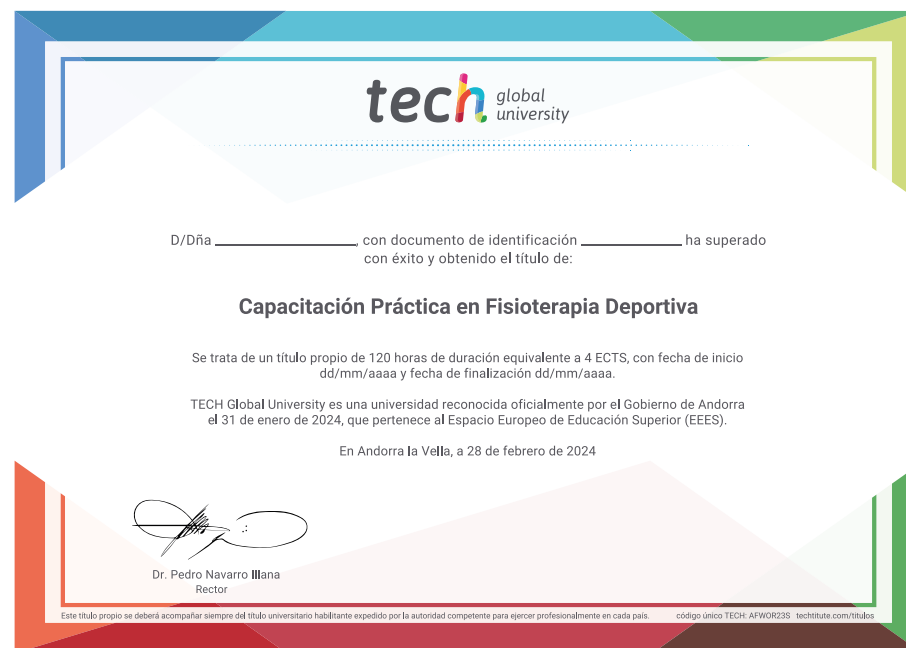 tech global university
D/Dña ____________, con documento de identificación ____________ ha superado
con éxito y obtenido el título de:
Capacitación Práctica en Fisioterapia Deportiva
Se trata de un título propio de 120 horas de duración equivalente a 4 ECTS, con fecha de inicio
dd/mm/aaaa y fecha de finalización dd/mm/aaaa.
TECH Global University es una universidad reconocida oficialmente por el Gobierno de Andorra
el 31 de enero de 2024, que pertenece al Espacio Europeo de Educación Superior (EEES).
En Andorra la Vella, a 28 de febrero de 2024
Dr. Pedro Navarro Illana
Rector
Este título propio se deberá acompañar siempre del título universitario habilitante expedido por la autoridad competente para ejercer profesionalmente en cada país. código único TECH: AFWOR23S techtitute.com/titulos